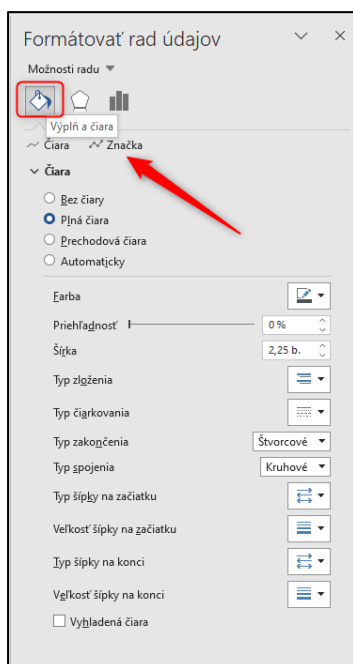 Formátovať rad údajov
Možnosti radu
Výplň a čiara
Čiara Značka
Čiara
Bez čiary
Plná čiara
Prechodová čiara
Automaticky
Farba
Priehľadnosť 0 %
Šírka 2,25 b.
Typ zloženia
Typ čiarkovania
Typ zakončenia Štvorcové
Typ spojenia Kruhové
Typ šípky na začiatku
Veľkosť šípky na začiatku
Typ šípky na konci
Veľkosť šípky na konci
Vyhladená čiara